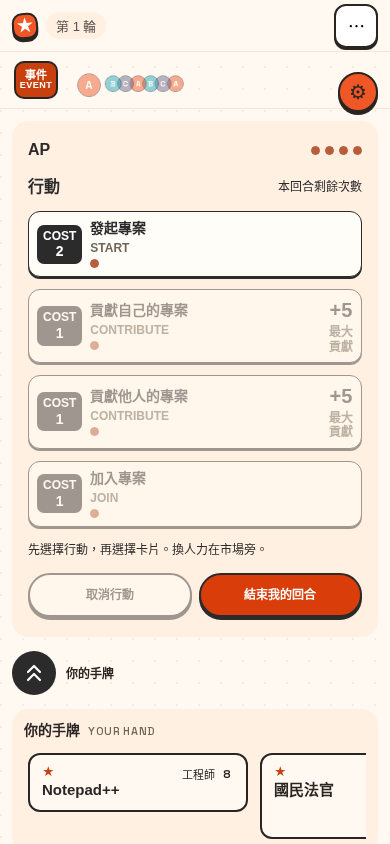 第 1 輪
事件
EVENT
A B C A B C A
AP
行動 本回合剩餘次數
COST 2
發起專案
START
COST 1
貢獻自己的專案
CONTRIBUTE
+5
最大
貢獻
COST 1
貢獻他人的專案
CONTRIBUTE
+5
最大
貢獻
COST 1
加入專案
JOIN
先選擇行動，再選擇卡片。換人力在市場旁。
取消行動 結束我的回合
你的手牌
你的手牌 YOUR HAND
工程師 8
Notepad++
國民法官